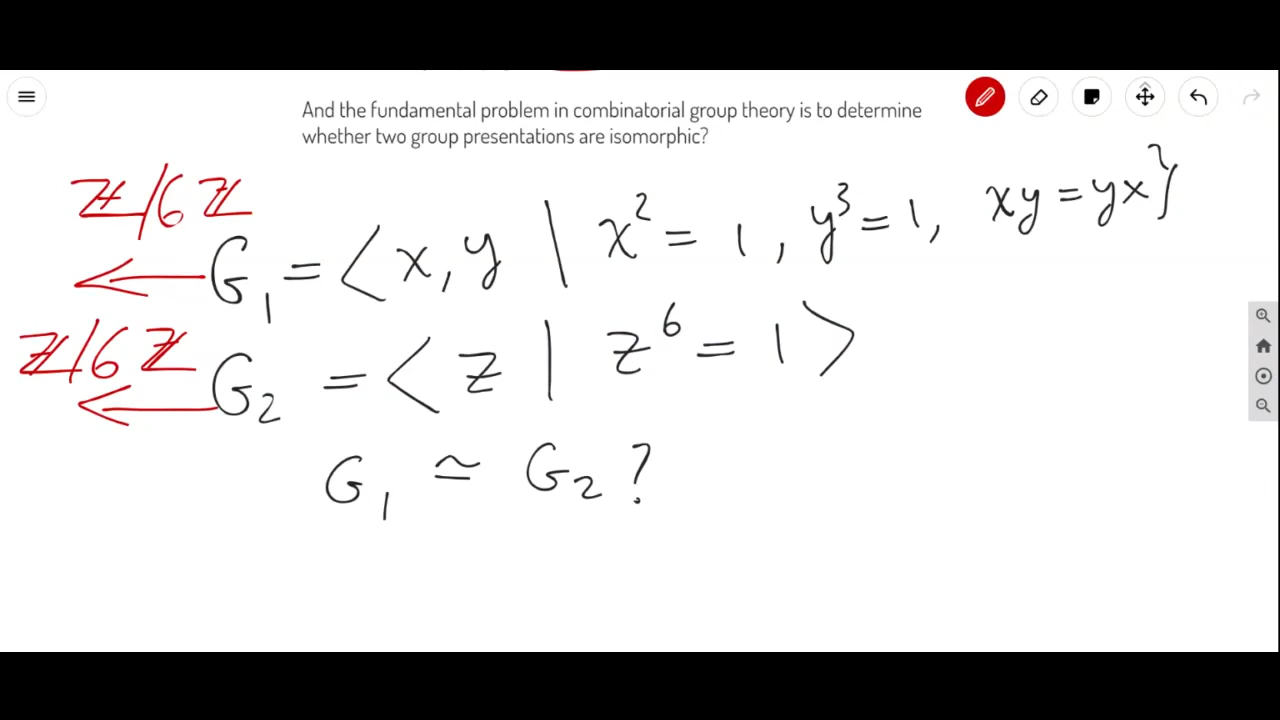 And the fundamental problem in combinatorial group theory is to determine
whether two group presentations are isomorphic?
ℤ/6ℤ
G₁ = ⟨x, y | x² = 1, y³ = 1, xy = yx}
ℤ/6ℤ
G₂ = ⟨z | z⁶ = 1⟩
G₁ ≃ G₂ ?